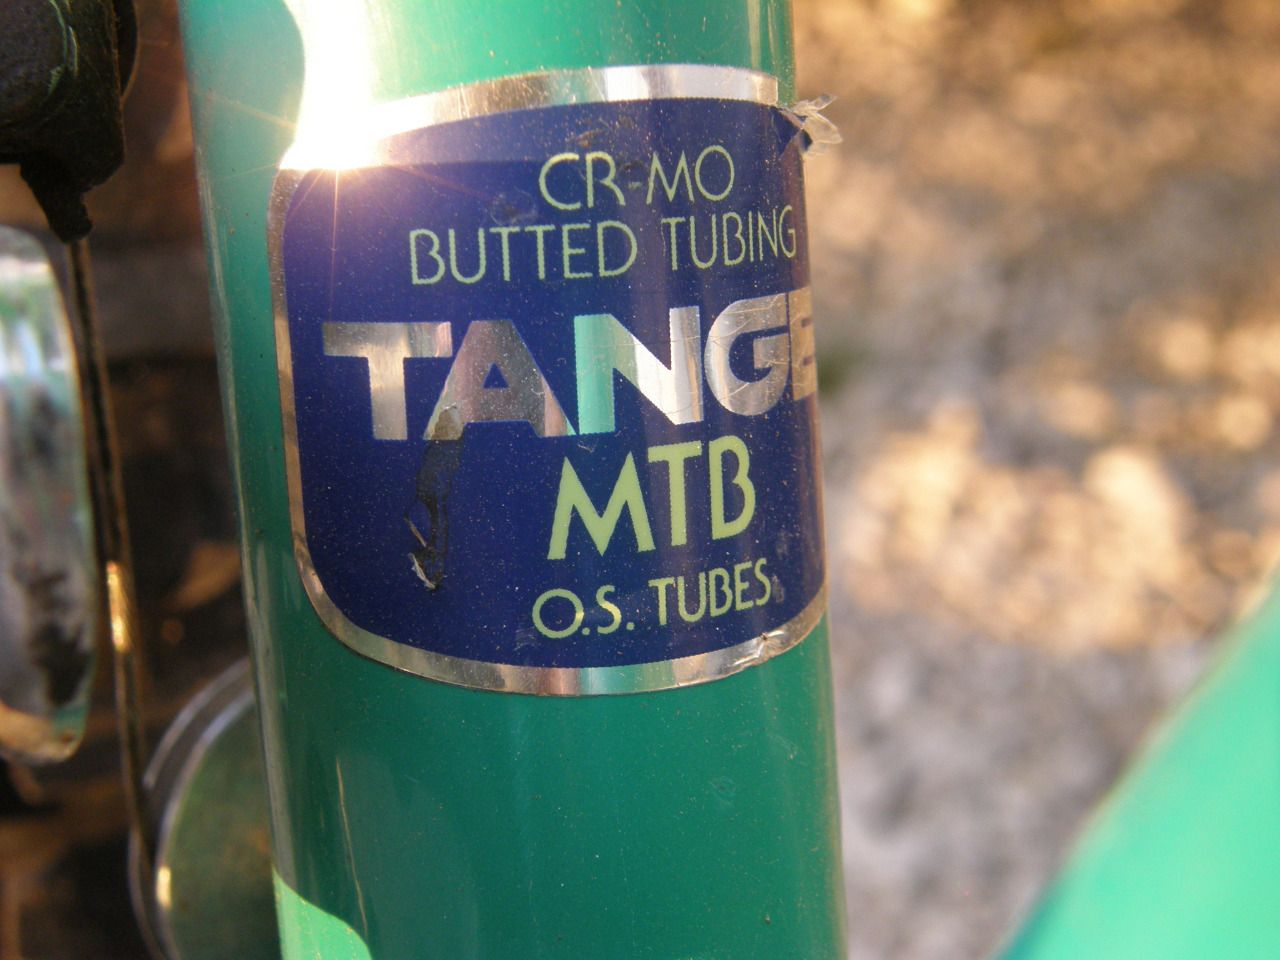 CR-MO
BUTTED TUBING
TANGE
MTB
O.S. TUBES